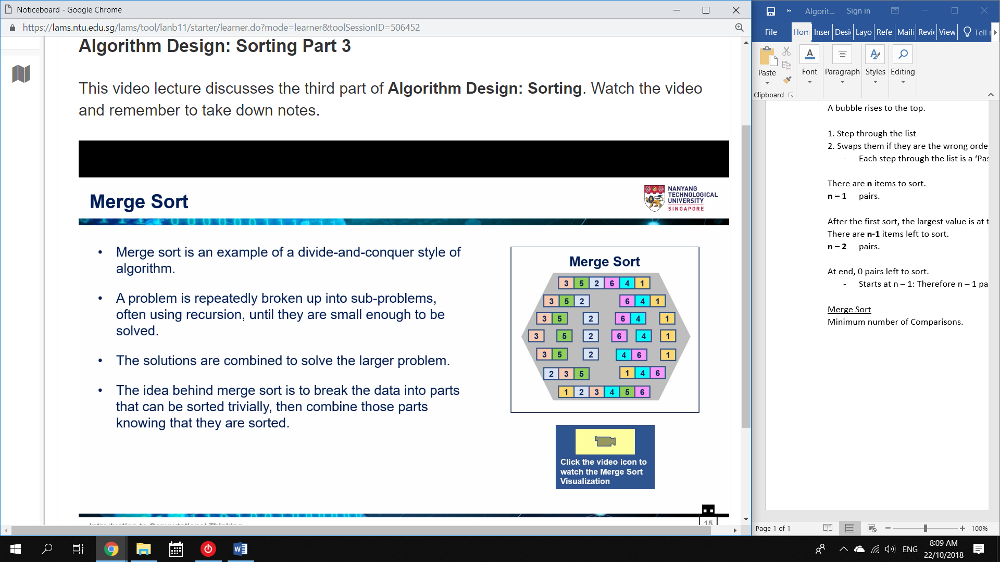 Noticeboard - Google Chrome
https://lams.ntu.edu.sg/lams/tool/lanb11/starter/learner.do?mode=learner&toolSessionID=506452
Algorithm Design: Sorting Part 3
This video lecture discusses the third part of Algorithm Design: Sorting. Watch the video
and remember to take down notes.
Merge Sort
NANYANG
TECHNOLOGICAL
UNIVERSITY
SINGAPORE
• Merge sort is an example of a divide-and-conquer style of
algorithm.
• A problem is repeatedly broken up into sub-problems,
often using recursion, until they are small enough to be
solved.
• The solutions are combined to solve the larger problem.
• The idea behind merge sort is to break the data into parts
that can be sorted trivially, then combine those parts
knowing that they are sorted.
Merge Sort
3 5 2 6 4 1
3 5 2 6 4 1
3 5 2 6 4 1
3 5 2 6 4 1
3 5 2 4 6 1
2 3 5 1 4 6
1 2 3 4 5 6
Click the video icon to
watch the Merge Sort
Visualization
Introduction to Computational Thinking
15
Algorit... Sign in
File Hom Inser Desi Layo Refe Maili Revi View Tell
Paste Font Paragraph Styles Editing
Clipboard
A bubble rises to the top.
1. Step through the list
2. Swaps them if they are the wrong orde
- Each step through the list is a ‘Pas
There are n items to sort.
n – 1 pairs.
After the first sort, the largest value is at t
There are n-1 items left to sort.
n – 2 pairs.
At end, 0 pairs left to sort.
- Starts at n – 1: Therefore n – 1 pa
Merge Sort
Minimum number of Comparisons.
Page 1 of 1 100%
ENG 8:09 AM
22/10/2018